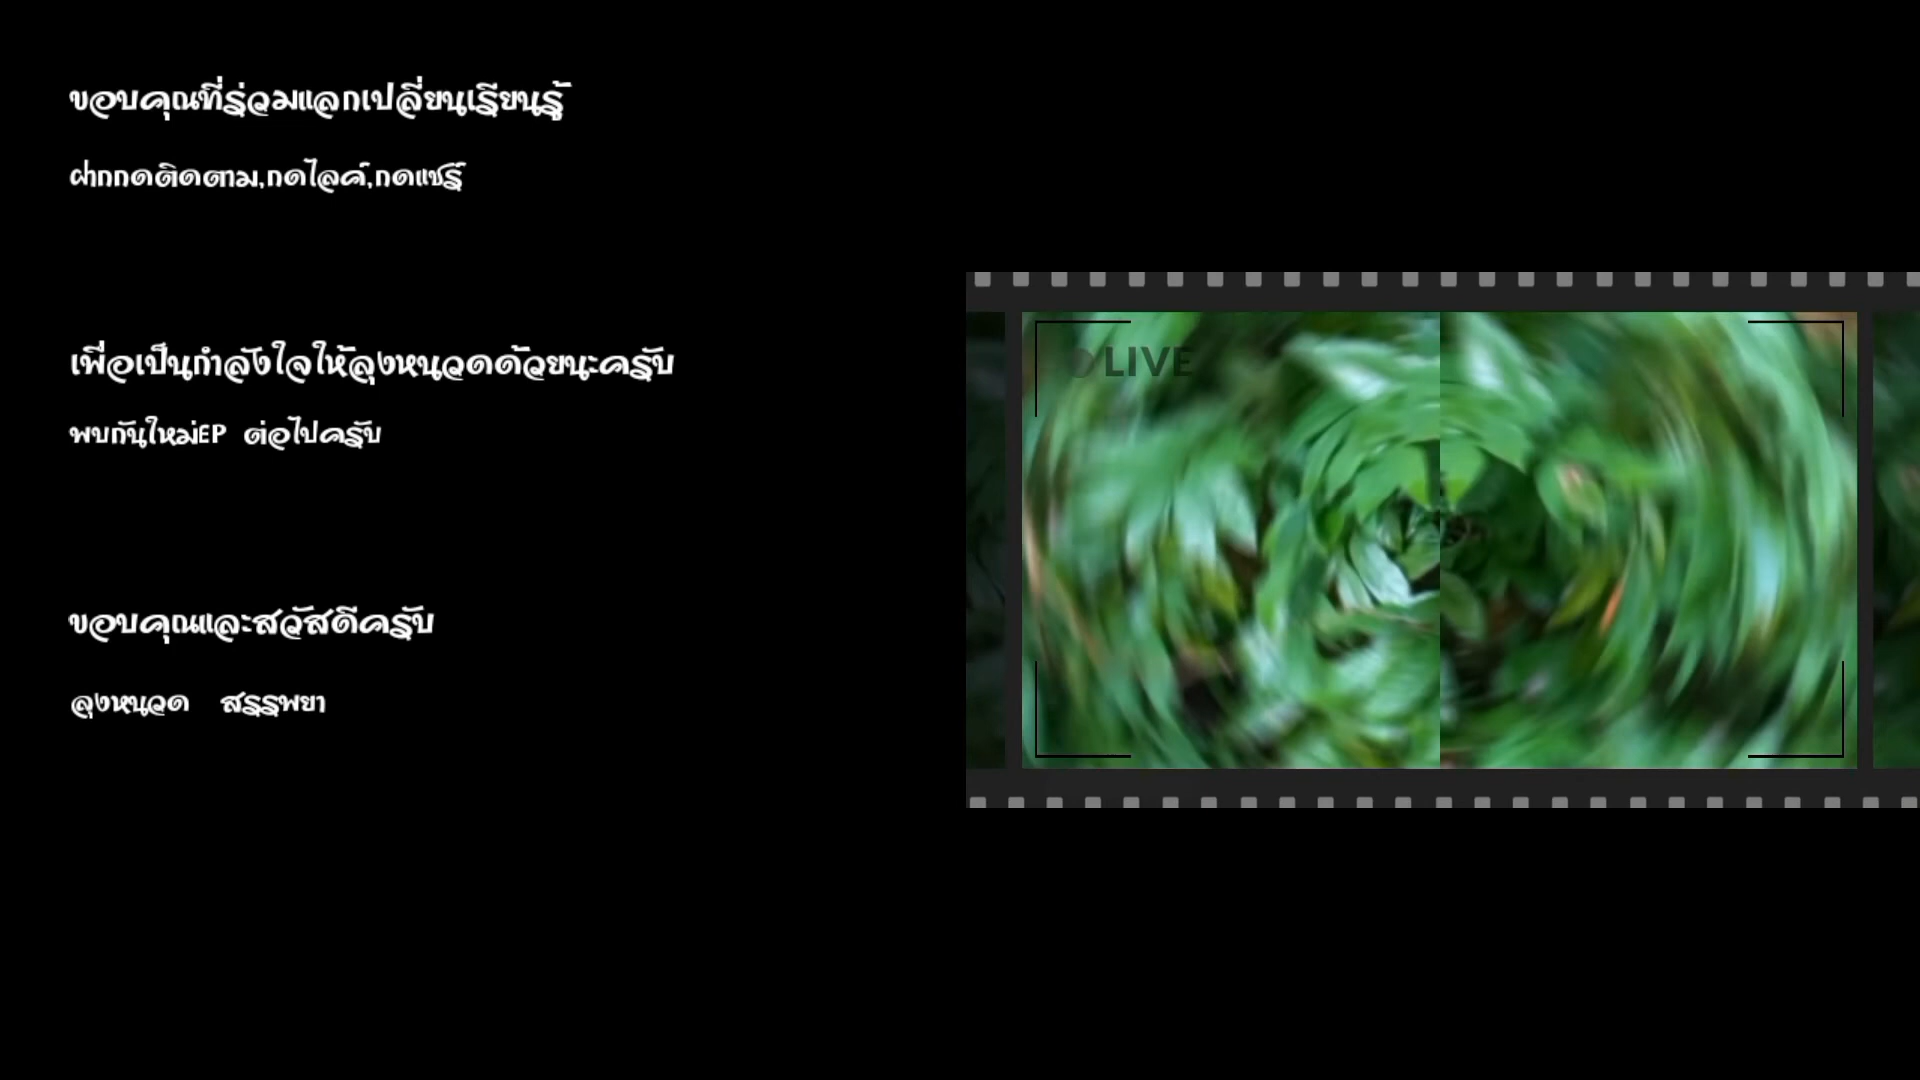 ขอบคุณที่ร่วมแลกเปลี่ยนเรียนรู้
ฝากกดติดตาม,กดไลค์,กดแชร์
เพื่อเป็นกำลังใจให้ลุงหนวดด้วยนะครับ
พบกันใหม่EP ต่อไปครับ
ขอบคุณและสวัสดีครับ
ลุงหนวด สรรพยา
LIVE